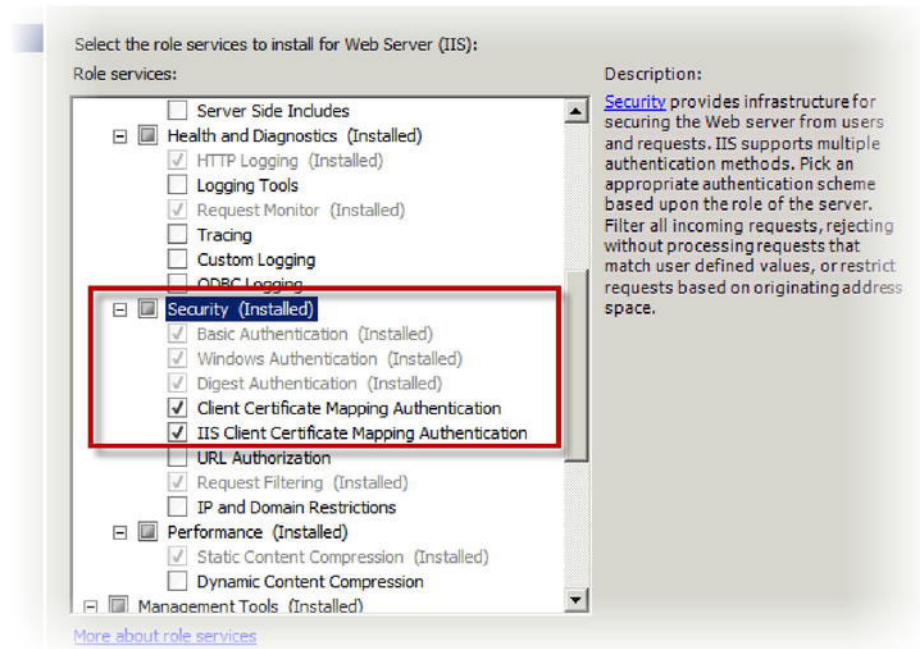 Select the role services to install for Web Server (IIS):
Role services:
Server Side Includes
Health and Diagnostics (Installed)
HTTP Logging (Installed)
Logging Tools
Request Monitor (Installed)
Tracing
Custom Logging
ODBC Logging
Security (Installed)
Basic Authentication (Installed)
Windows Authentication (Installed)
Digest Authentication (Installed)
Client Certificate Mapping Authentication
IIS Client Certificate Mapping Authentication
URL Authorization
Request Filtering (Installed)
IP and Domain Restrictions
Performance (Installed)
Static Content Compression (Installed)
Dynamic Content Compression
Management Tools (Installed)
More about role services
Description:
Security provides infrastructure for
securing the Web server from users
and requests. IIS supports multiple
authentication methods. Pick an
appropriate authentication scheme
based upon the role of the server.
Filter all incoming requests, rejecting
without processing requests that
match user defined values, or restrict
requests based on originating address
space.